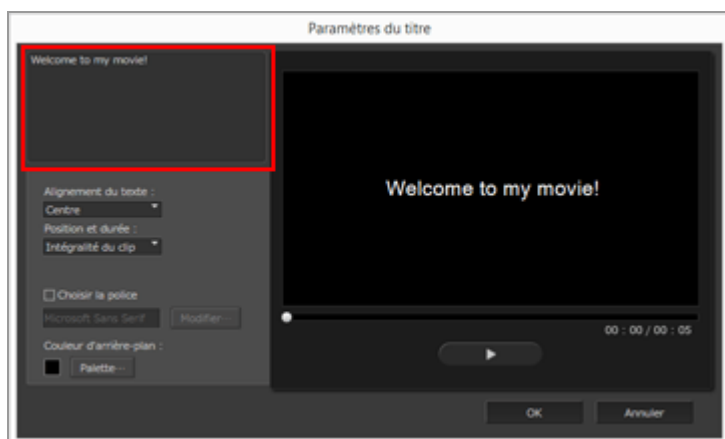 Paramètres du titre
Welcome to my movie!
Alignement du texte :
Centre
Position et durée :
Intégralité du clip
Choisir la police
Microsoft Sans Serif
Modifier...
Couleur d'arrière-plan :
Palette...
Welcome to my movie!
00 : 00 / 00 : 05
OK
Annuler